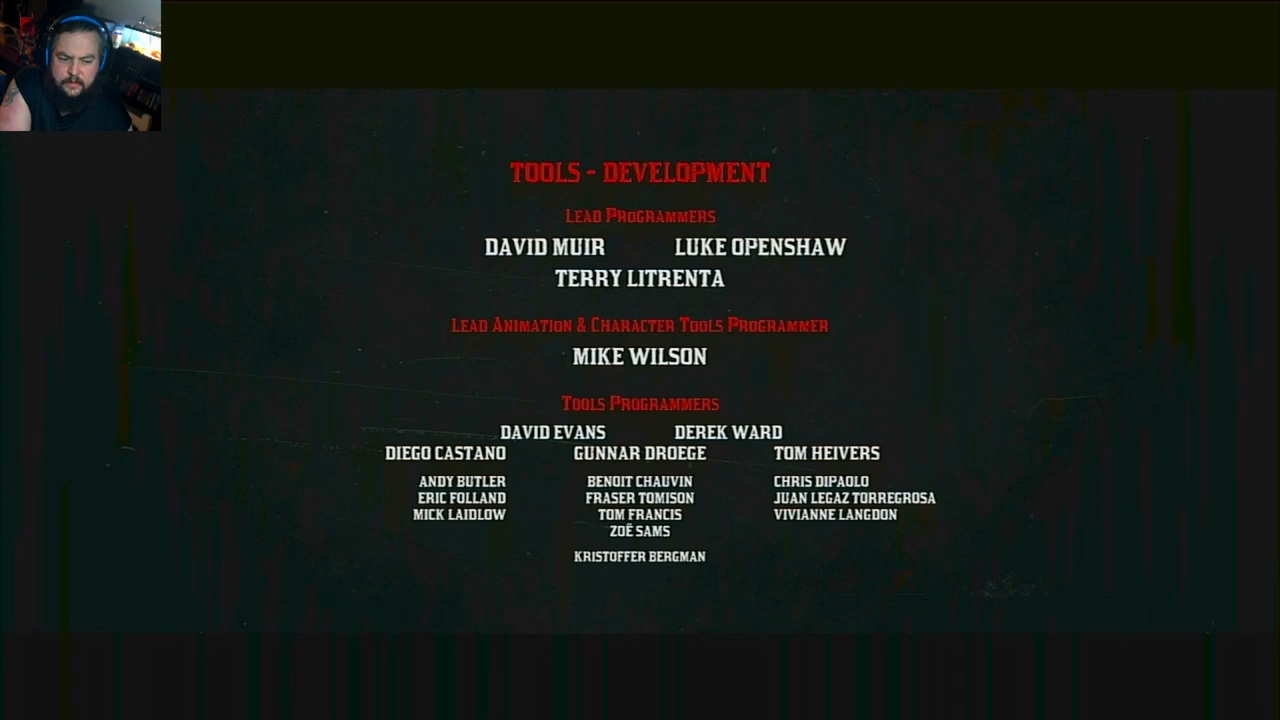 TOOLS - DEVELOPMENT
LEAD PROGRAMMERS
DAVID MUIR LUKE OPENSHAW
TERRY LITRENTA
LEAD ANIMATION & CHARACTER TOOLS PROGRAMMER
MIKE WILSON
TOOLS PROGRAMMERS
DAVID EVANS DEREK WARD
DIEGO CASTANO GUNNAR DROEGE TOM HEIVERS
ANDY BUTLER BENOIT CHAUVIN CHRIS DIPAOLO
ERIC FOLLAND FRASER TOMISON JUAN LEGAZ TORREGROSA
MICK LAIDLOW TOM FRANCIS VIVIANNE LANGDON
ZOË SAMS
KRISTOFFER BERGMAN